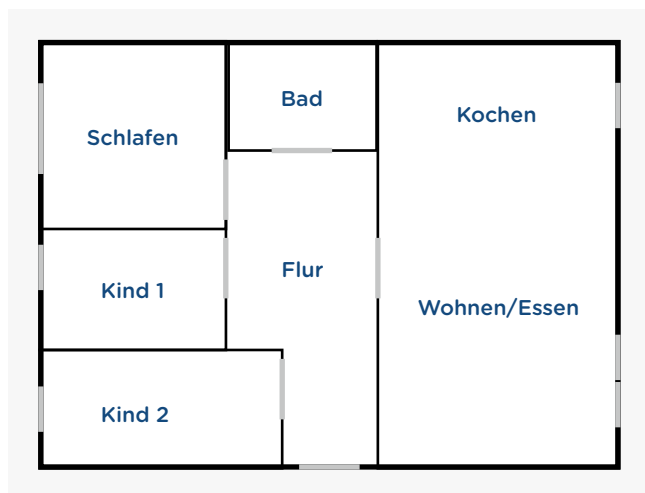 Bad
Kochen
Schlafen
Flur
Kind 1
Wohnen/Essen
Kind 2